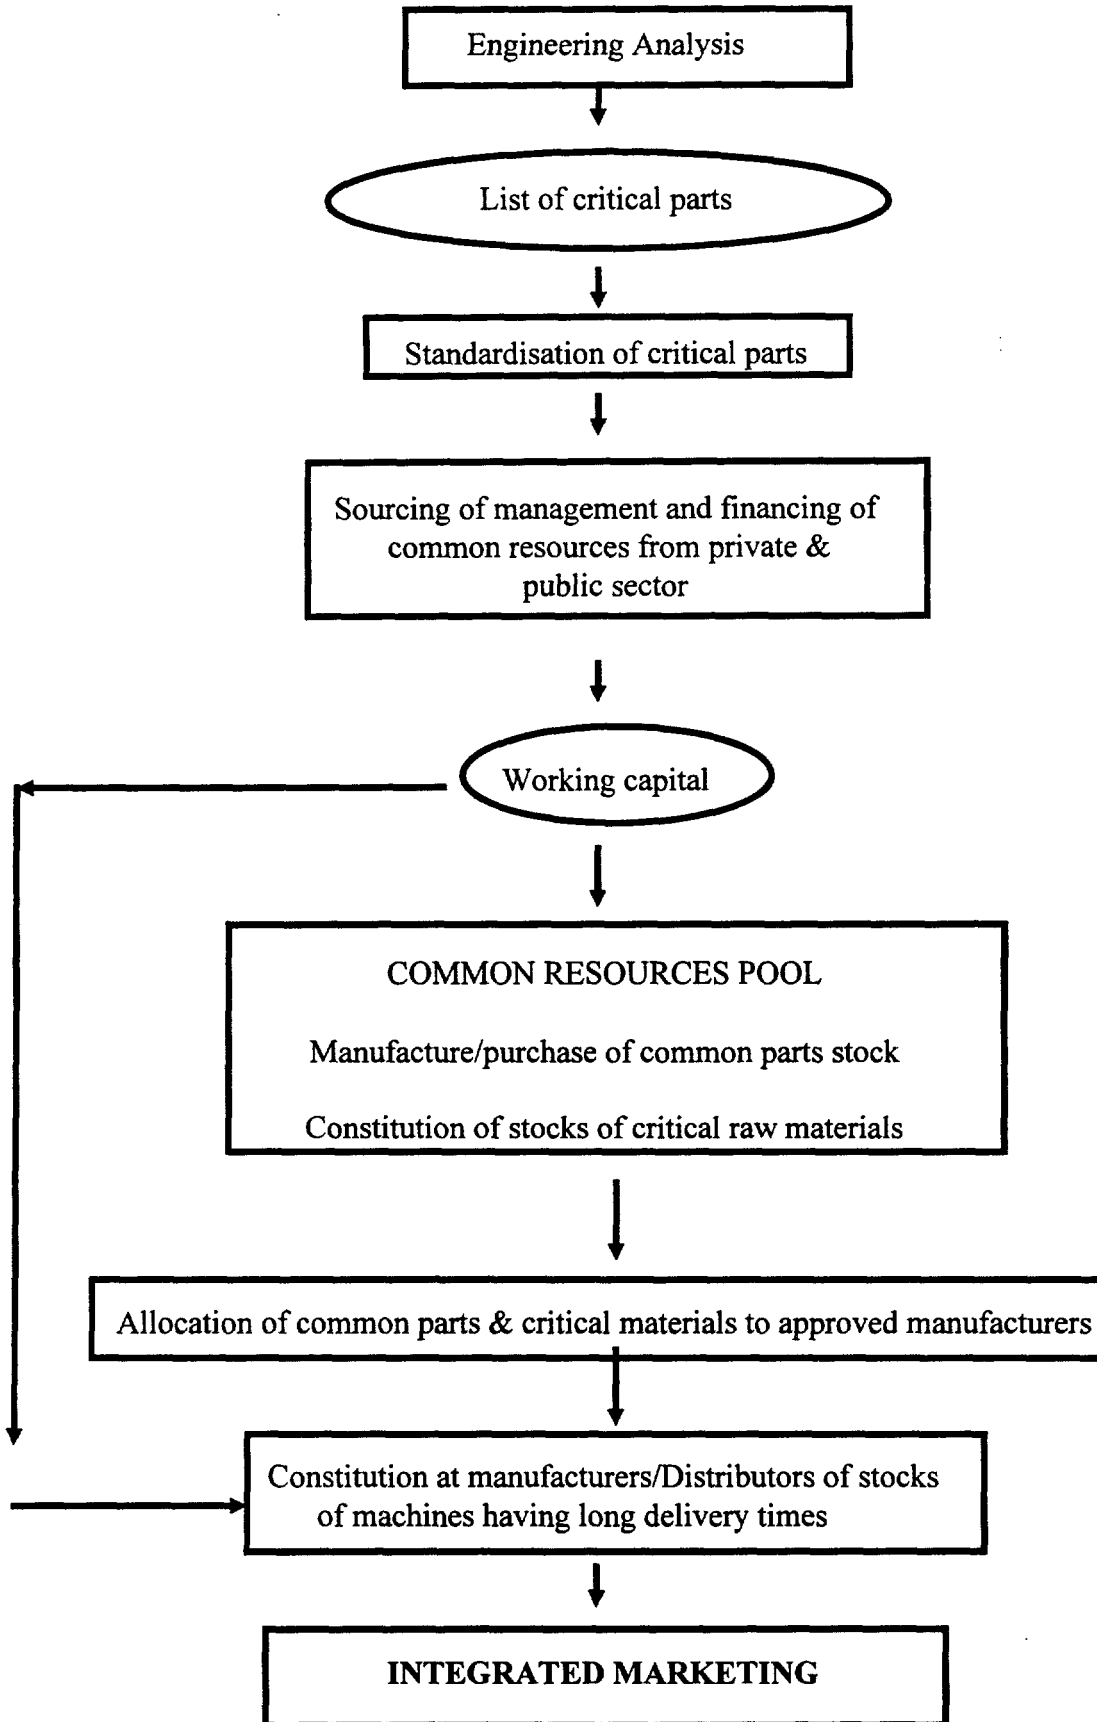 Engineering Analysis
List of critical parts
Standardisation of critical parts
Sourcing of management and financing of
common resources from private &
public sector
Working capital
COMMON RESOURCES POOL
Manufacture/purchase of common parts stock
Constitution of stocks of critical raw materials
Allocation of common parts & critical materials to approved manufacturers
Constitution at manufacturers/Distributors of stocks
of machines having long delivery times
INTEGRATED MARKETING